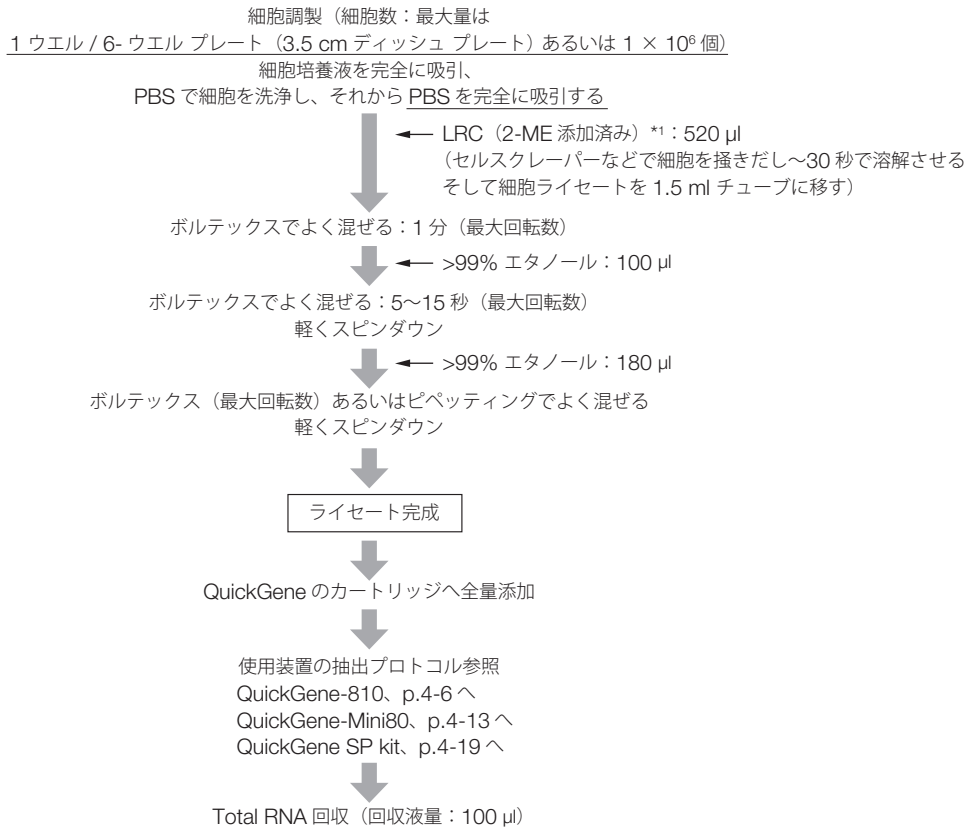 細胞調製（細胞数：最大量は
1 ウエル / 6- ウエル プレート（3.5 cm ディッシュ プレート）あるいは 1 × 10⁶ 個）
細胞培養液を完全に吸引、
PBS で細胞を洗浄し、それから PBS を完全に吸引する
LRC（2-ME 添加済み）*¹：520 µl
（セルスクレーパーなどで細胞を掻きだし～30 秒で溶解させる
そして細胞ライセートを 1.5 ml チューブに移す）
ボルテックスでよく混ぜる：1 分（最大回転数）
>99% エタノール：100 µl
ボルテックスでよく混ぜる：5～15 秒（最大回転数）
軽くスピンダウン
>99% エタノール：180 µl
ボルテックス（最大回転数）あるいはピペッティングでよく混ぜる
軽くスピンダウン
ライセート完成
QuickGene のカートリッジへ全量添加
使用装置の抽出プロトコル参照
QuickGene-810、p.4-6 へ
QuickGene-Mini80、p.4-13 へ
QuickGene SP kit、p.4-19 へ
Total RNA 回収（回収液量：100 µl）